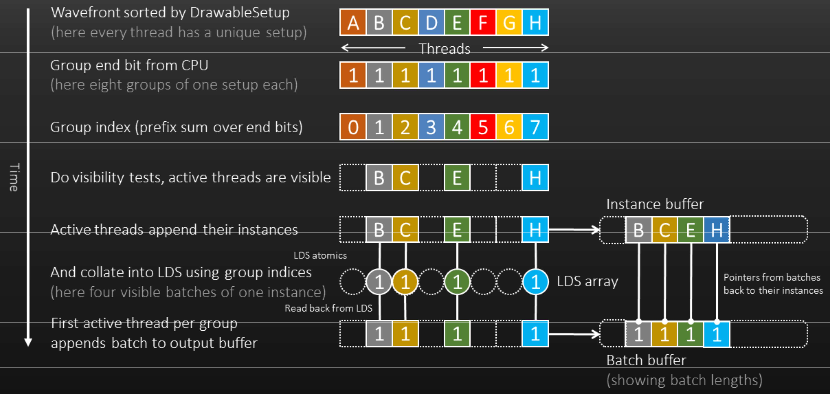 Wavefront sorted by DrawableSetup
(here every thread has a unique setup)
A B C D E F G H
Threads
Group end bit from CPU
(here eight groups of one setup each)
1 1 1 1 1 1 1 1
Group index (prefix sum over end bits)
0 1 2 3 4 5 6 7
Time
Do visibility tests, active threads are visible
B C E H
Instance buffer
Active threads append their instances
B C E H
B C E H
LDS atomics
And collate into LDS using group indices
(here four visible batches of one instance)
1 1 1 1
LDS array
Pointers from batches
back to their instances
Read back from LDS
First active thread per group
appends batch to output buffer
1 1 1 1
1 1 1 1
Batch buffer
(showing batch lengths)